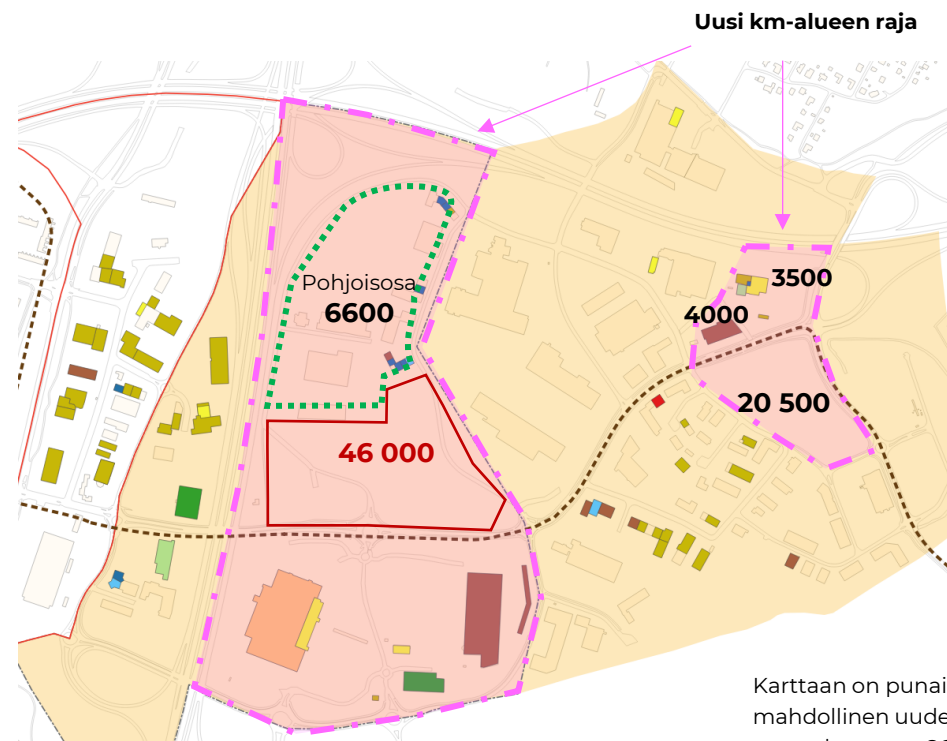 Uusi km-alueen raja
Pohjoisosa
6600
3500
4000
20 500
46 000
Karttaan on punai
mahdollinen uude